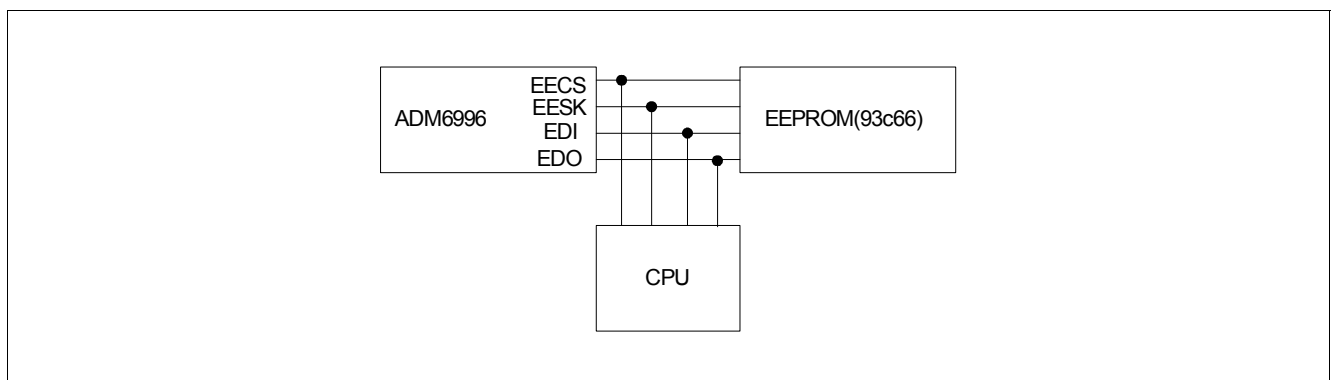 EECS
EESK
ADM6996
EDI
EDO
EEPROM(93c66)
CPU